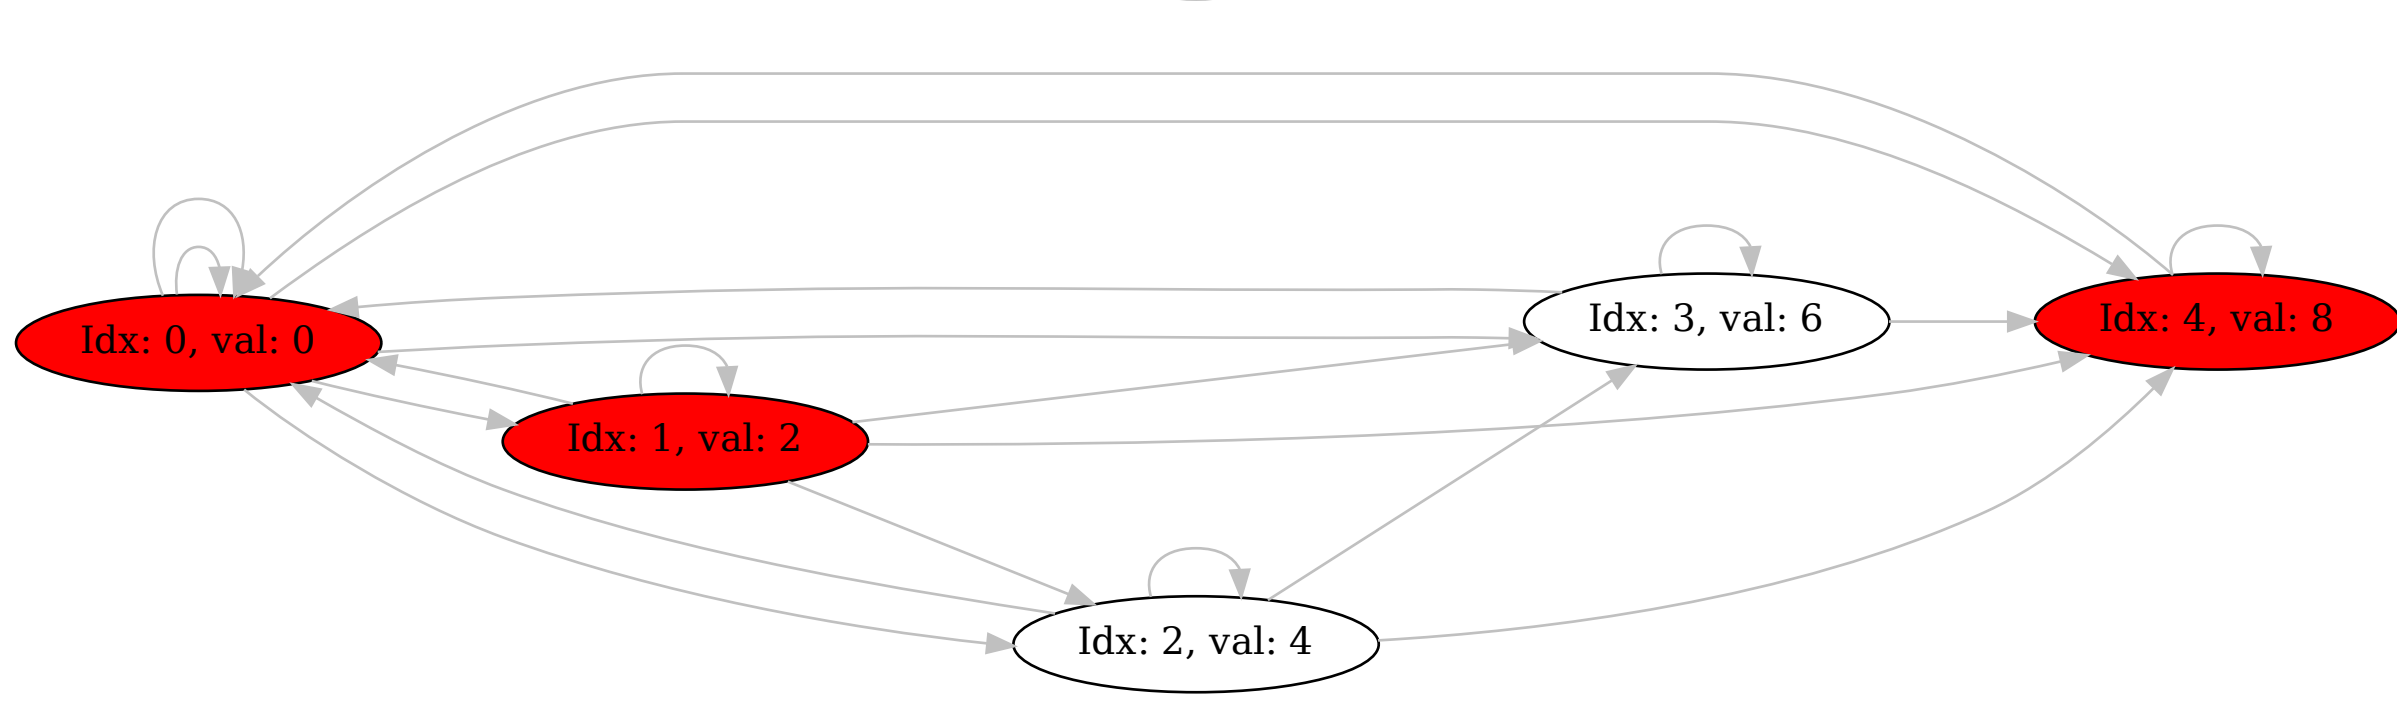 Idx: 0, val: 0
Idx: 1, val: 2
Idx: 2, val: 4
Idx: 3, val: 6
Idx: 4, val: 8